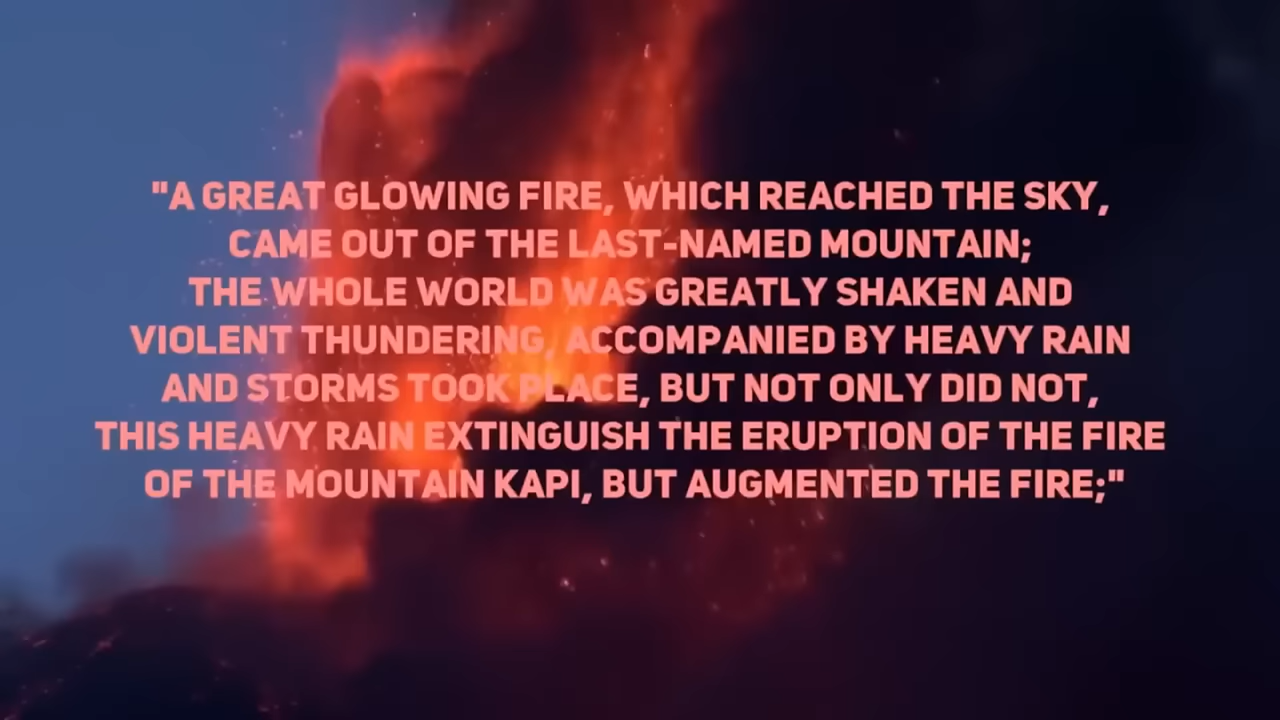 "A GREAT GLOWING FIRE, WHICH REACHED THE SKY,
CAME OUT OF THE LAST-NAMED MOUNTAIN;
THE WHOLE WORLD WAS GREATLY SHAKEN AND
VIOLENT THUNDERING, ACCOMPANIED BY HEAVY RAIN
AND STORMS TOOK PLACE, BUT NOT ONLY DID NOT,
THIS HEAVY RAIN EXTINGUISH THE ERUPTION OF THE FIRE
OF THE MOUNTAIN KAPI, BUT AUGMENTED THE FIRE;"